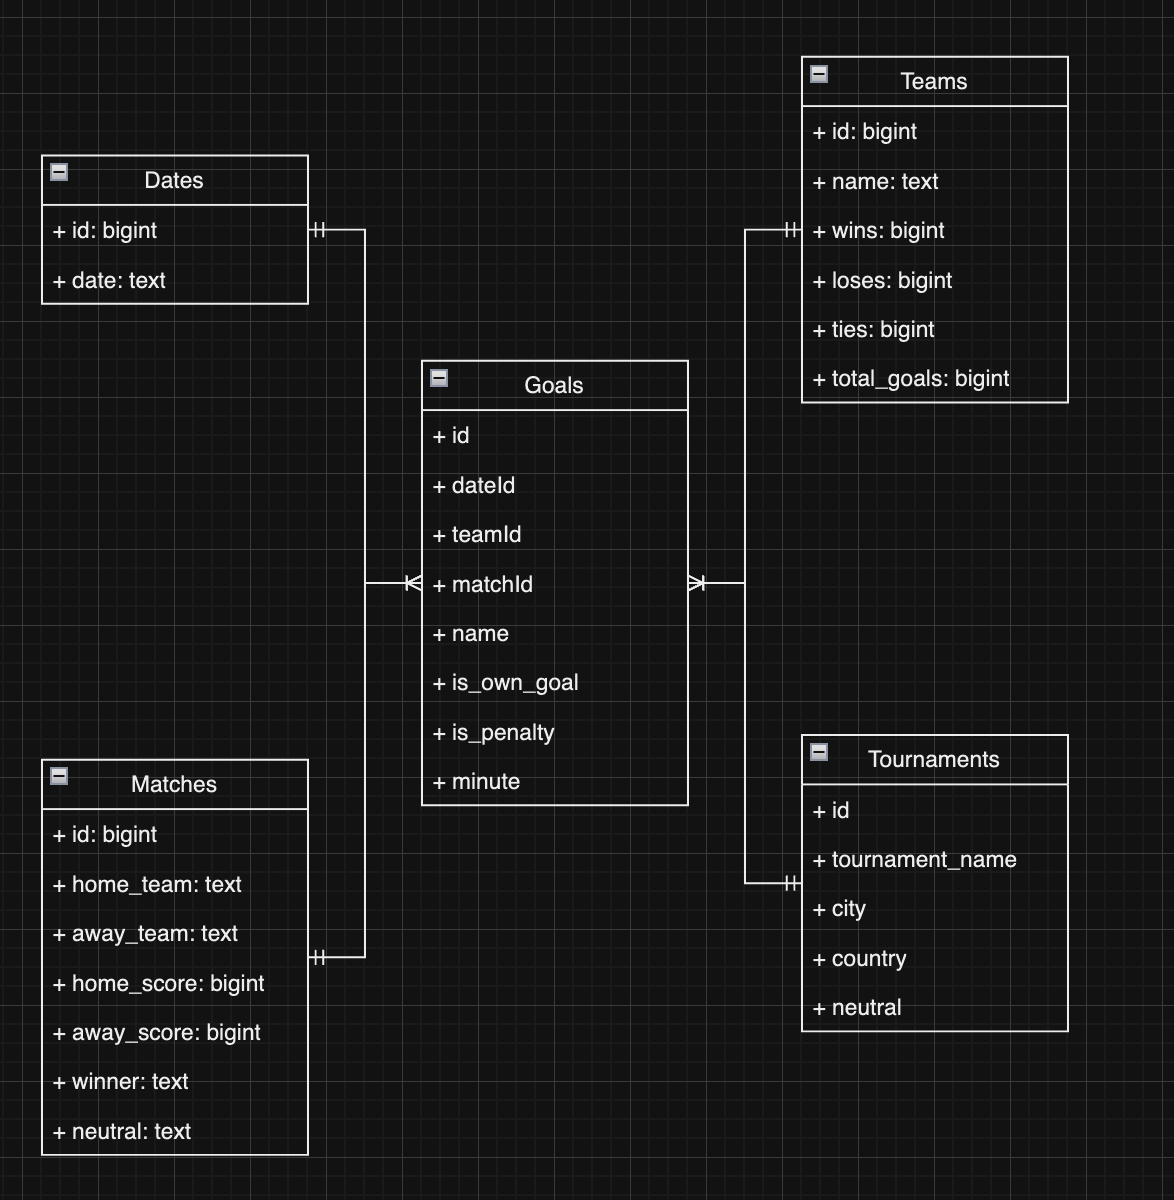 Dates
+ id: bigint
+ date: text
Teams
+ id: bigint
+ name: text
+ wins: bigint
+ loses: bigint
+ ties: bigint
+ total_goals: bigint
Goals
+ id
+ dateId
+ teamId
+ matchId
+ name
+ is_own_goal
+ is_penalty
+ minute
Matches
+ id: bigint
+ home_team: text
+ away_team: text
+ home_score: bigint
+ away_score: bigint
+ winner: text
+ neutral: text
Tournaments
+ id
+ tournament_name
+ city
+ country
+ neutral